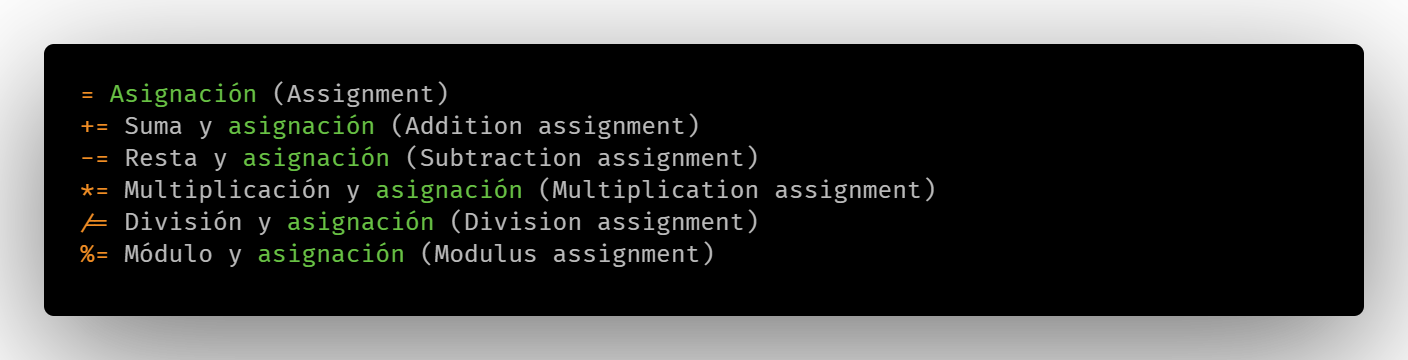 = Asignación (Assignment)
+= Suma y asignación (Addition assignment)
-= Resta y asignación (Subtraction assignment)
*= Multiplicación y asignación (Multiplication assignment)
/= División y asignación (Division assignment)
%= Módulo y asignación (Modulus assignment)